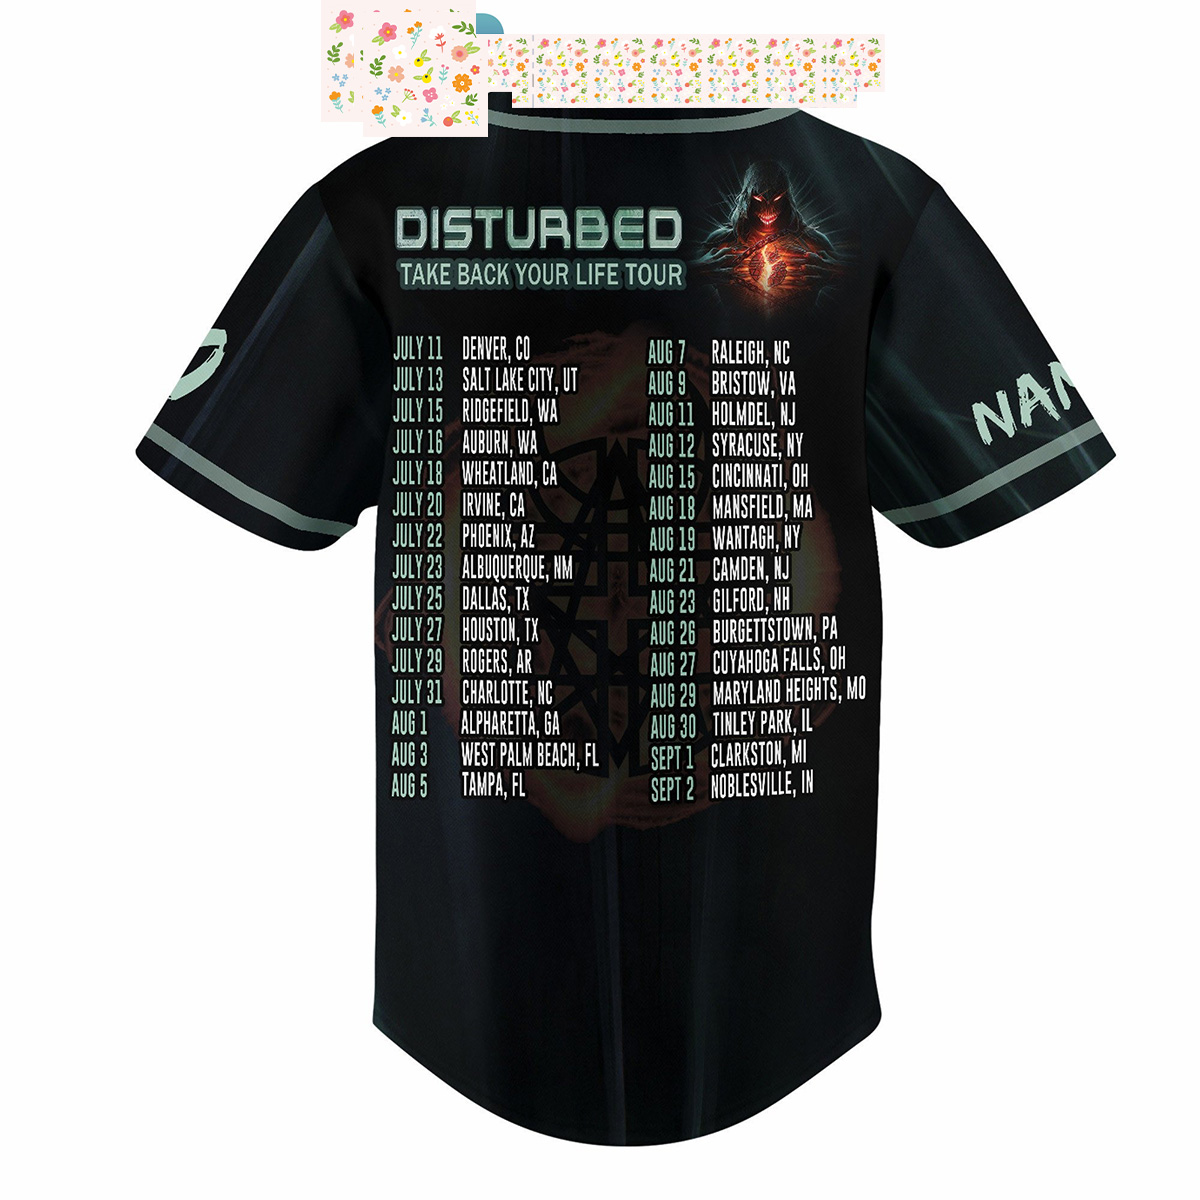 DISTURBED
TAKE BACK YOUR LIFE TOUR
JULY 11 DENVER, CO
JULY 13 SALT LAKE CITY, UT
JULY 15 RIDGEFIELD, WA
JULY 16 AUBURN, WA
JULY 18 WHEATLAND, CA
JULY 20 IRVINE, CA
JULY 22 PHOENIX, AZ
JULY 23 ALBUQUERQUE, NM
JULY 25 DALLAS, TX
JULY 27 HOUSTON, TX
JULY 29 ROGERS, AR
JULY 31 CHARLOTTE, NC
AUG 1 ALPHARETTA, GA
AUG 3 WEST PALM BEACH, FL
AUG 5 TAMPA, FL
AUG 7 RALEIGH, NC
AUG 9 BRISTOW, VA
AUG 11 HOLMDEL, NJ
AUG 12 SYRACUSE, NY
AUG 15 CINCINNATI, OH
AUG 18 MANSFIELD, MA
AUG 19 WANTAGH, NY
AUG 21 CAMDEN, NJ
AUG 23 GILFORD, NH
AUG 26 BURGETTSTOWN, PA
AUG 27 CUYAHOGA FALLS, OH
AUG 29 MARYLAND HEIGHTS, MO
AUG 30 TINLEY PARK, IL
SEPT 1 CLARKSTON, MI
SEPT 2 NOBLESVILLE, IN